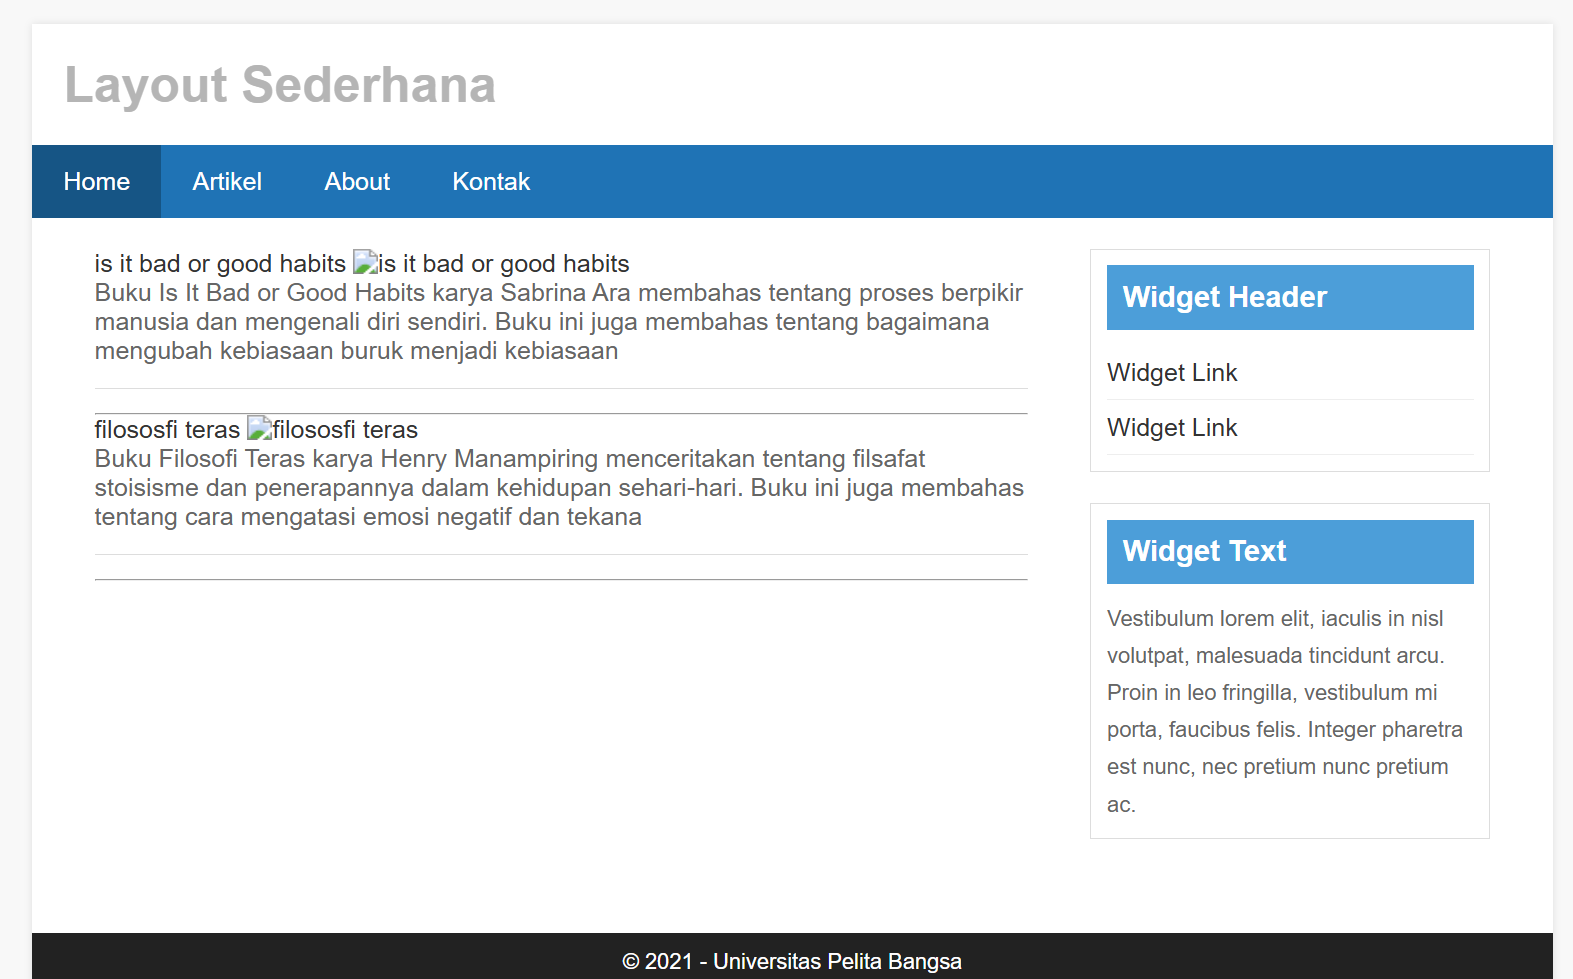 Layout Sederhana
Home Artikel About Kontak
is it bad or good habits is it bad or good habits
Buku Is It Bad or Good Habits karya Sabrina Ara membahas tentang proses berpikir
manusia dan mengenali diri sendiri. Buku ini juga membahas tentang bagaimana
mengubah kebiasaan buruk menjadi kebiasaan
filososfi teras filososfi teras
Buku Filosofi Teras karya Henry Manampiring menceritakan tentang filsafat
stoisisme dan penerapannya dalam kehidupan sehari-hari. Buku ini juga membahas
tentang cara mengatasi emosi negatif dan tekana
Widget Header
Widget Link
Widget Link
Widget Text
Vestibulum lorem elit, iaculis in nisl
volutpat, malesuada tincidunt arcu.
Proin in leo fringilla, vestibulum mi
porta, faucibus felis. Integer pharetra
est nunc, nec pretium nunc pretium
ac.
© 2021 - Universitas Pelita Bangsa